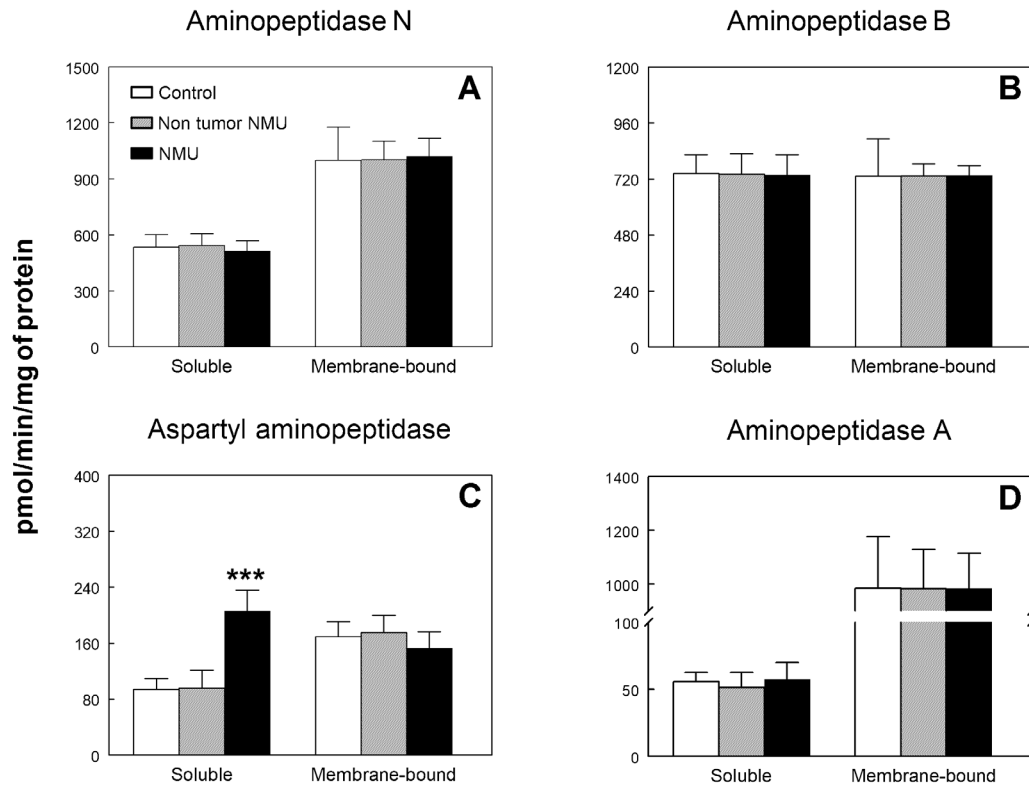 Aminopeptidase N
Aminopeptidase B
pmol/min/mg of protein
A
1500
1200
900
600
300
0
Control
Non tumor NMU
NMU
Soluble Membrane-bound
B
1200
960
720
480
240
0
Soluble Membrane-bound
Aspartyl aminopeptidase
Aminopeptidase A
C
400
320
240
160
80
0
***
Soluble Membrane-bound
D
1400
1200
1000
100
50
0
Soluble Membrane-bound